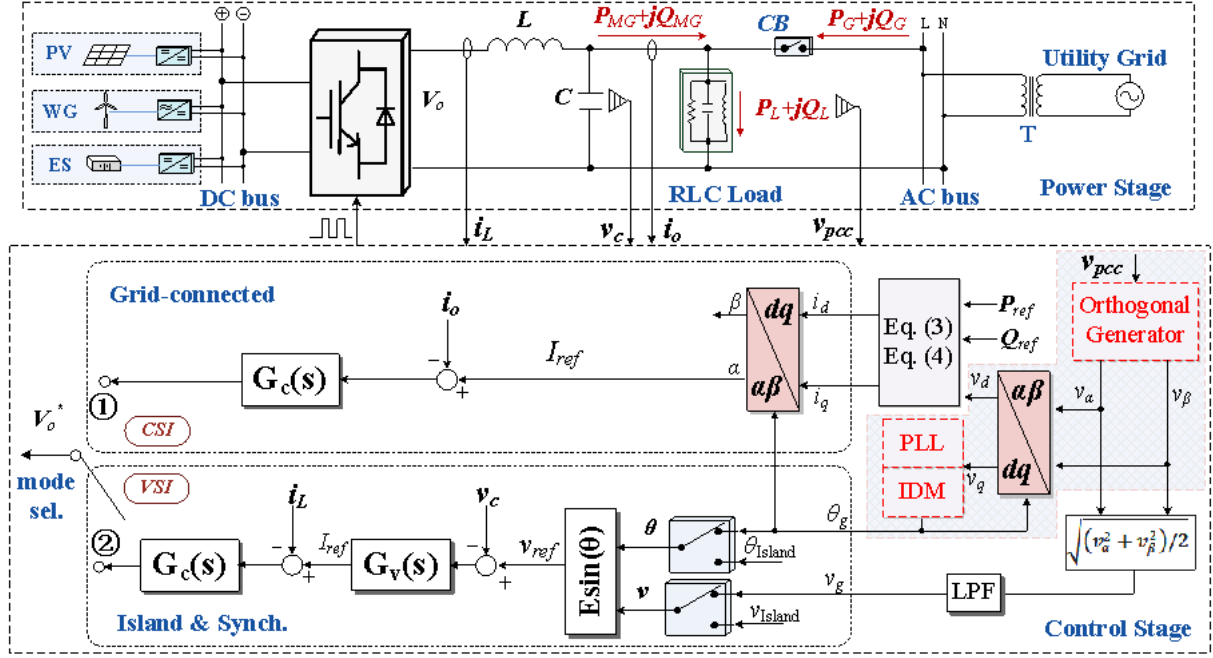 ⊕ ⊖
PV
WG
ES
DC bus
V_o
L
C
P_MG+jQ_MG
CB
P_G+jQ_G
L N
P_L+jQ_L
RLC Load
AC bus
T
Utility Grid
Power Stage
i_L
v_c
i_o
v_pcc
Grid-connected
i_o
−
+
I_ref
G_c(s)
①
CSI
β
α
dq
αβ
i_d
i_q
Eq. (3)
Eq. (4)
P_ref
Q_ref
v_pcc
Orthogonal
Generator
v_d
v_α
v_β
αβ
dq
PLL
IDM
v_q
V_o^*
mode
sel.
VSI
②
G_c(s)
i_L
−
+
I_ref
G_v(s)
v_c
−
+
v_ref
Esin(θ)
θ
θ_g
θ_Island
v
v_g
v_Island
LPF
√((v_α^2 + v_β^2)/2)
Island & Synch.
Control Stage